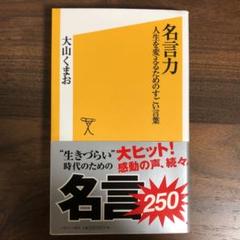 名言力
人生を変えるためのすごい言葉
大山くまお
“生きづらい”
時代のための
大ヒット!
感動の声、続々
名言250